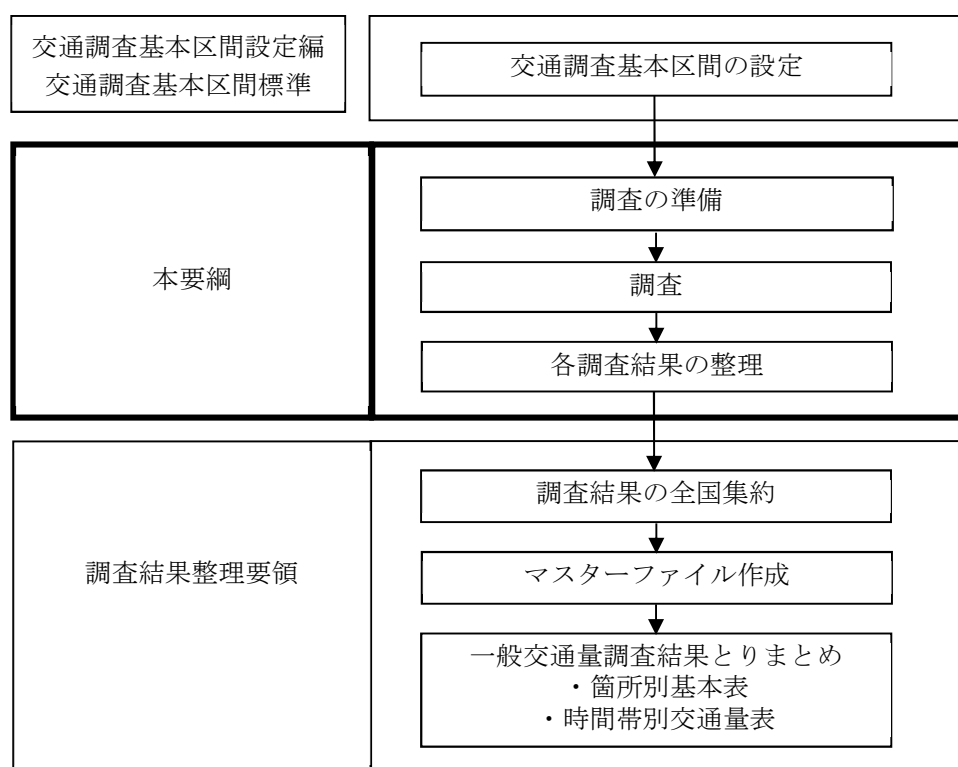 交通調査基本区間設定編
交通調査基本区間標準
交通調査基本区間の設定
本要綱
調査の準備
調査
各調査結果の整理
調査結果整理要領
調査結果の全国集約
マスターファイル作成
一般交通量調査結果とりまとめ
・箇所別基本表
・時間帯別交通量表